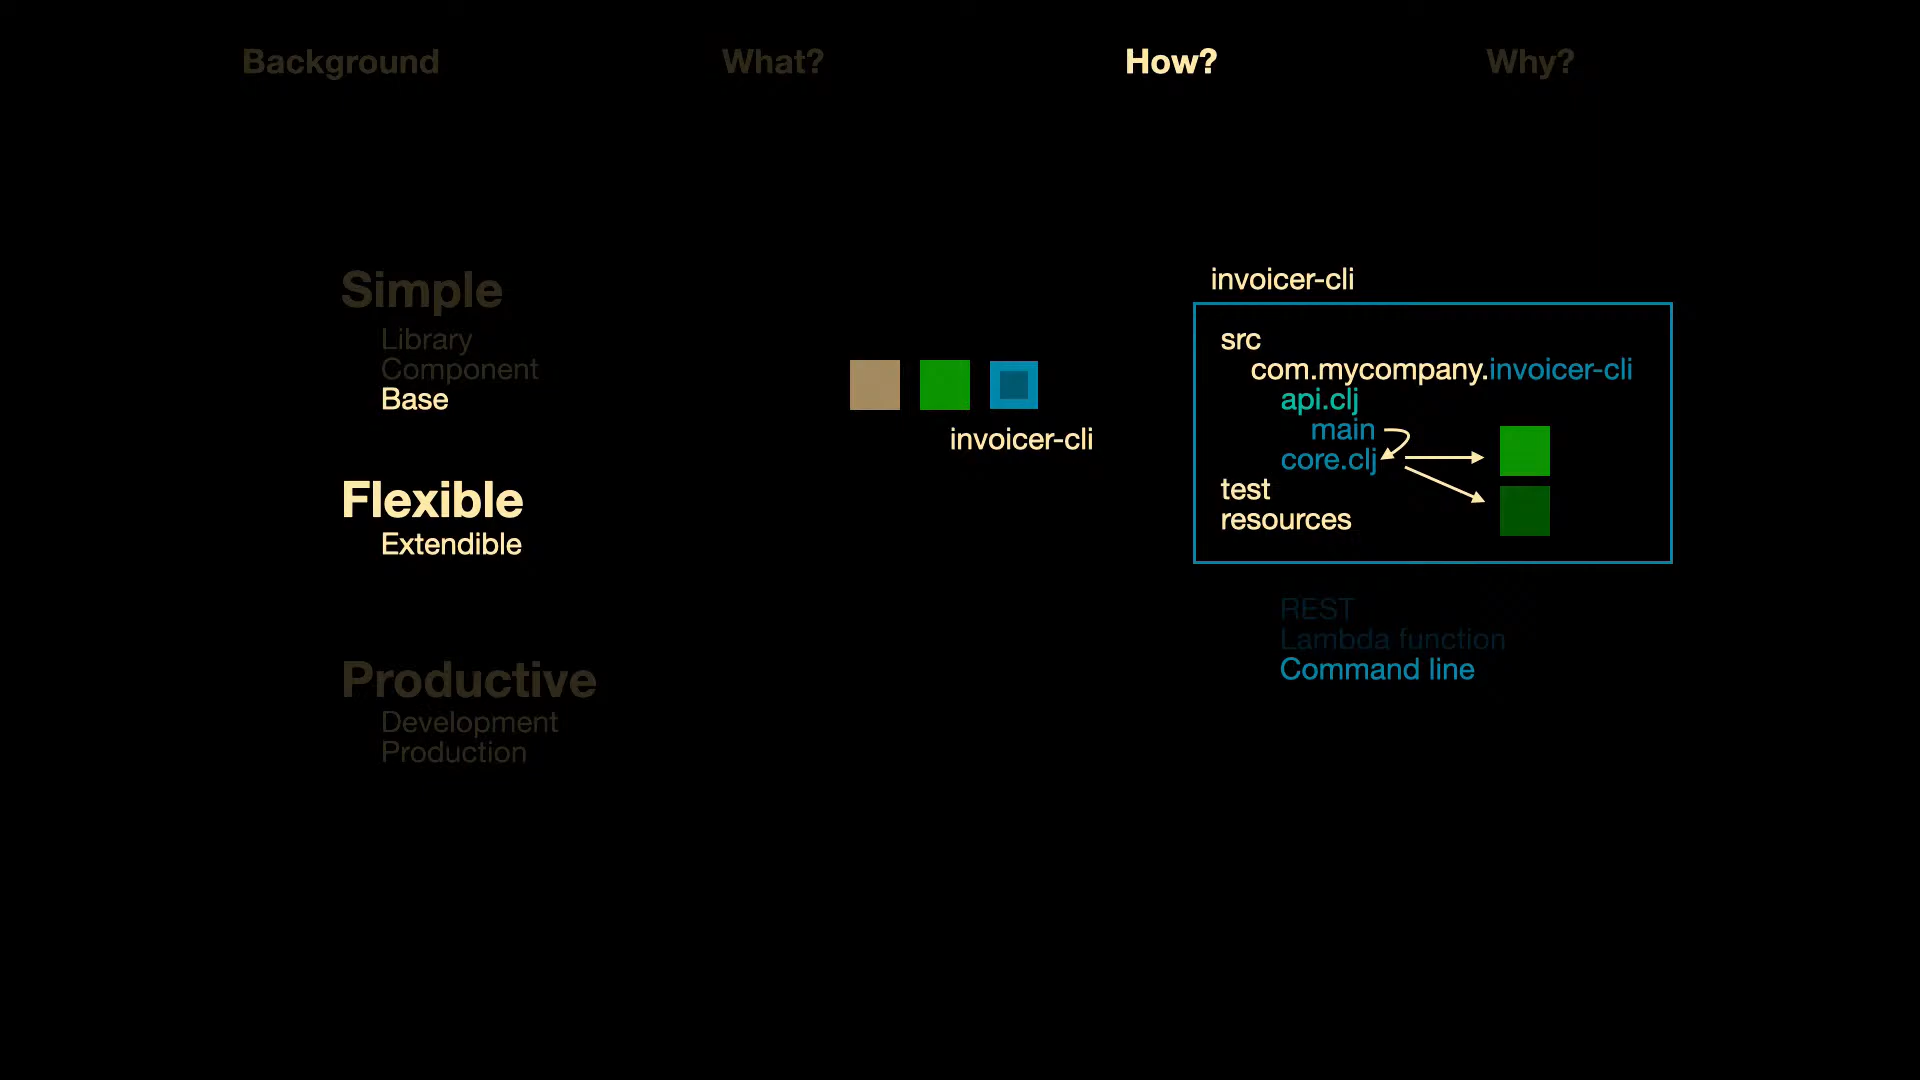 Background What? How? Why?
Simple
Library
Component
Base
Flexible
Extendible
Productive
Development
Production
invoicer-cli
invoicer-cli
src
com.mycompany.invoicer-cli
api.clj
main
core.clj
test
resources
REST
Lambda function
Command line